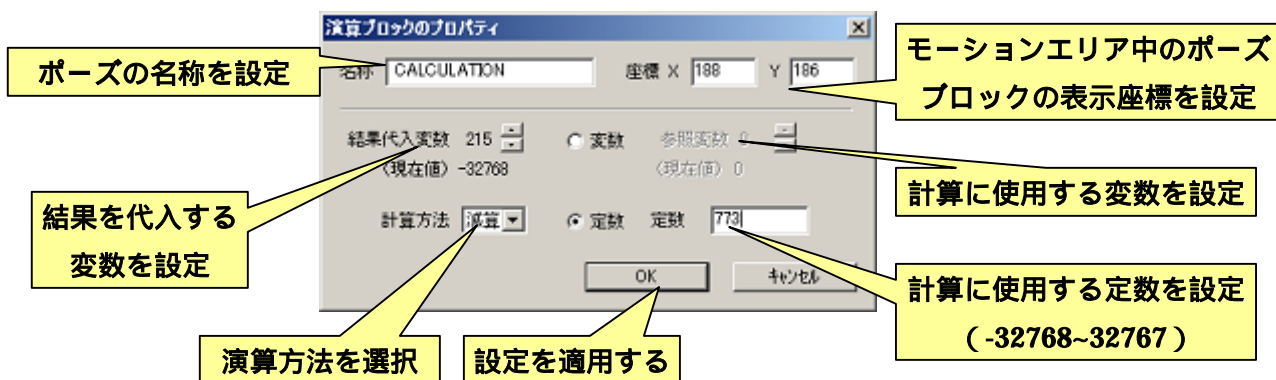 演算ブロックのプロパティ
ポーズの名称を設定
名称 CALCULATION 座標 X 188 Y 186
モーションエリア中のポーズ
ブロックの表示座標を設定
結果代入変数 215 変数 参照変数 0
（現在値） -32768 （現在値） 0
計算に使用する変数を設定
結果を代入する
変数を設定
計算方法 減算 定数 定数 773
OK キャンセル
計算に使用する定数を設定
（-32768~32767）
演算方法を選択
設定を適用する